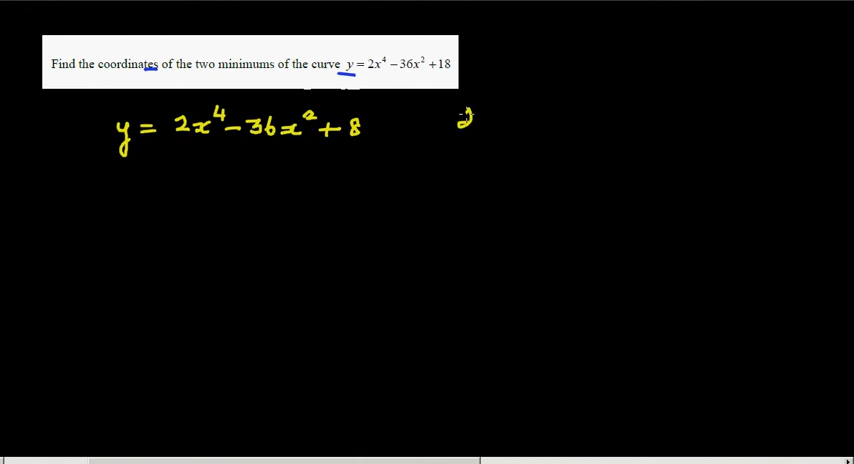 Find the coordinates of the two minimums of the curve y = 2x⁴ − 36x² + 18
y = 2x⁴ − 36x² + 8